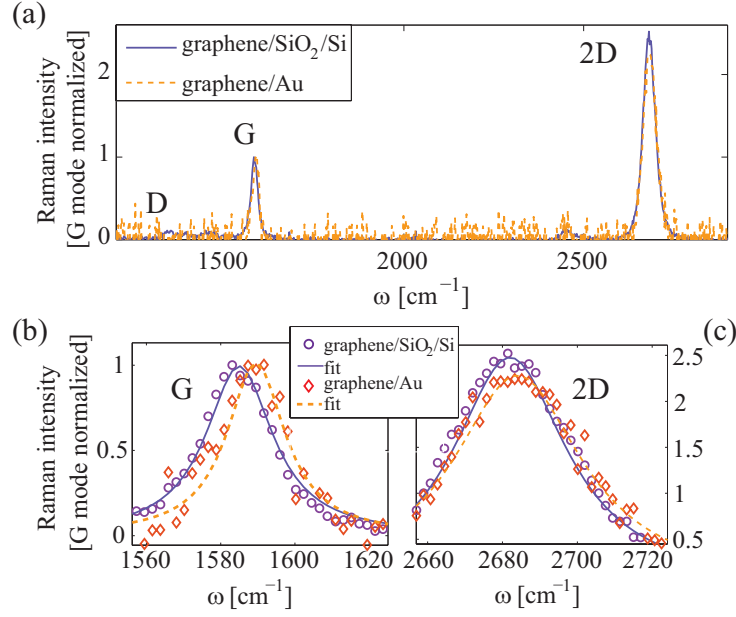 (a)
Raman intensity
[G mode normalized]
2
1
0
graphene/SiO2/Si
graphene/Au
D
G
2D
1500
2000
2500
ω [cm⁻¹]
(b)
Raman intensity
[G mode normalized]
1
0.5
0
G
1560
1580
1600
1620
ω [cm⁻¹]
graphene/SiO2/Si
fit
graphene/Au
fit
(c)
2D
2.5
2
1.5
1
0.5
2660
2680
2700
2720
ω [cm⁻¹]